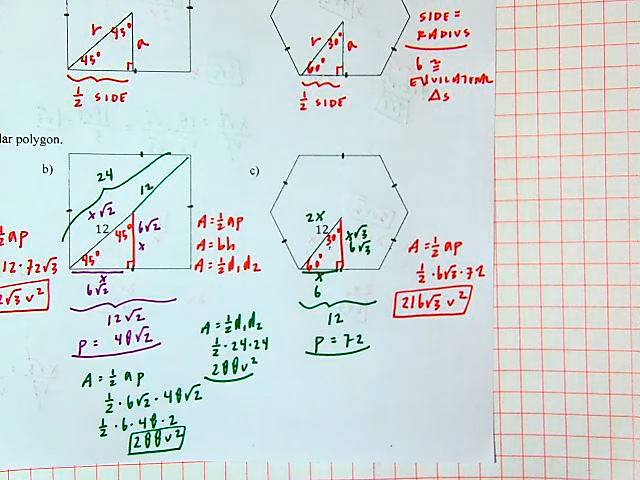 r 45° a
45°
1/2 SIDE
r 30° a
60°
1/2 SIDE
SIDE =
RADIUS
6 ≅
EQUILATERAL
Δs
lar polygon.
b)
24
12
x√2
12
45°
45°
6√2
x
x
6√2
12√2
p = 48√2
A = 1/2 ap
A = bh
A = 1/2 d₁d₂
A = 1/2 d₁d₂
1/2 · 24 · 24
288 u²
A = 1/2 ap
1/2 · 6√2 · 48√2
1/2 · 6 · 48 · 2
288 u²
c)
2x
12
30°
60°
x√3
6√3
x
6
12
p = 72
A = 1/2 ap
1/2 · 6√3 · 72
216√3 u²
1/2 ap
12 · 72√3
2√3 u²